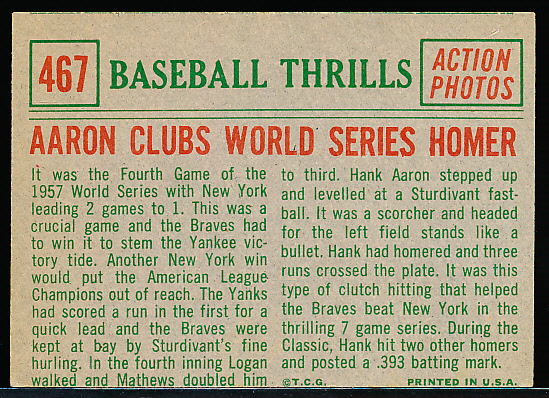 467
BASEBALL THRILLS
ACTION
PHOTOS
AARON CLUBS WORLD SERIES HOMER
It was the Fourth Game of the
1957 World Series with New York
leading 2 games to 1. This was a
crucial game and the Braves had
to win it to stem the Yankee vic-
tory tide. Another New York win
would put the American League
Champions out of reach. The Yanks
had scored a run in the first for a
quick lead and the Braves were
kept at bay by Sturdivant's fine
hurling. In the fourth inning Logan
walked and Mathews doubled him
to third. Hank Aaron stepped up
and levelled at a Sturdivant fast-
ball. It was a scorcher and headed
for the left field stands like a
bullet. Hank had homered and three
runs crossed the plate. It was this
type of clutch hitting that helped
the Braves beat New York in the
thrilling 7 game series. During the
Classic, Hank hit two other homers
and posted a .393 batting mark.
©T.C.G. PRINTED IN U.S.A.